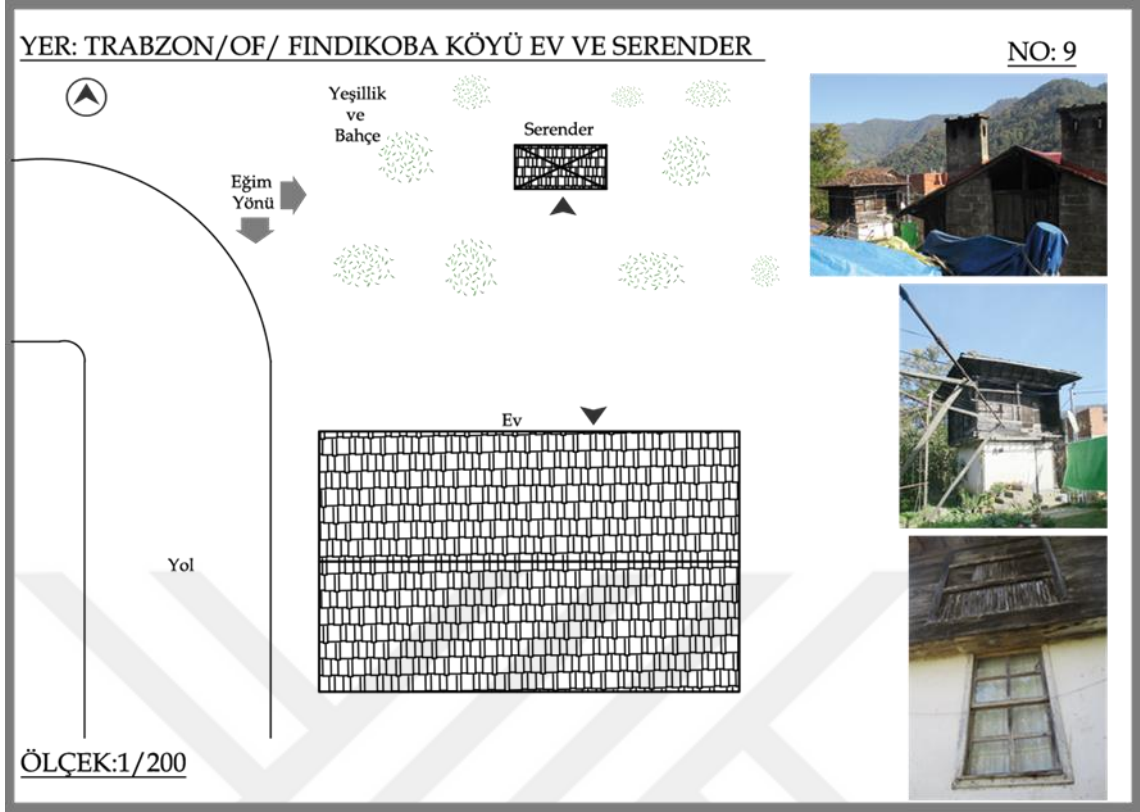 YER: TRABZON/OF/ FINDIKOBA KÖYÜ EV VE SERENDER
NO: 9
Yeşillik
ve
Bahçe
Serender
Eğim
Yönü
Ev
Yol
ÖLÇEK:1/200